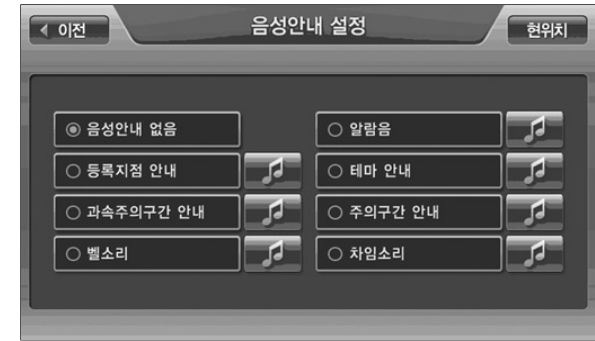 이전
음성안내 설정
현위치
음성안내 없음
알람음
등록지점 안내
테마 안내
과속주의구간 안내
주의구간 안내
벨소리
차임소리